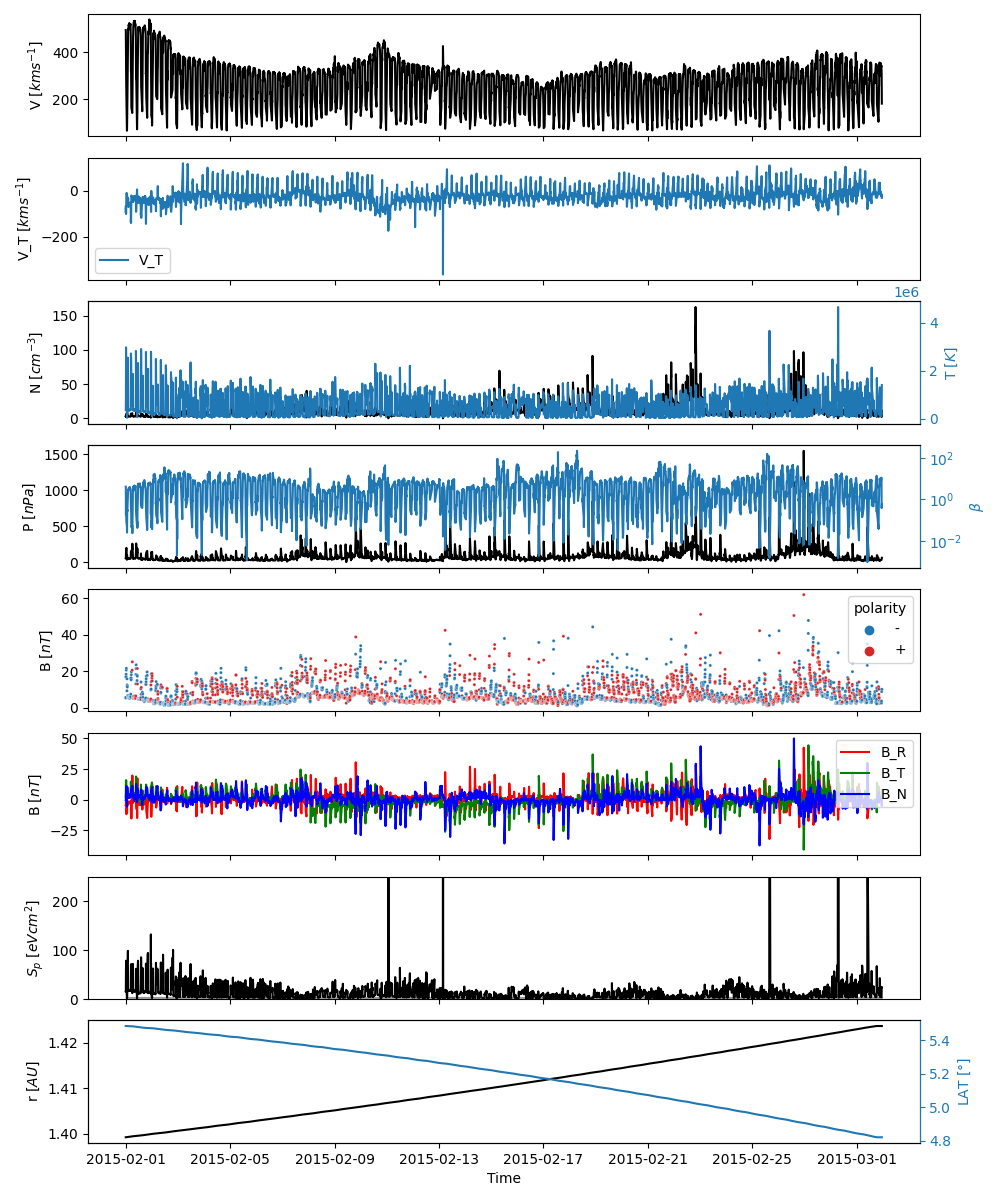 V [kms⁻¹]
400
200
V_T [kms⁻¹]
0
−200
V_T
1e6
N [cm⁻³]
150
100
50
0
T [K]
4
2
0
P [nPa]
1500
1000
500
0
β
10²
10⁰
10⁻²
B [nT]
60
40
20
0
polarity
-
+
B [nT]
50
25
0
−25
B_R
B_T
B_N
Sₚ [eVcm²]
200
100
0
r [AU]
1.42
1.41
1.40
LAT [°]
5.4
5.2
5.0
4.8
2015-02-01 2015-02-05 2015-02-09 2015-02-13 2015-02-17 2015-02-21 2015-02-25 2015-03-01
Time